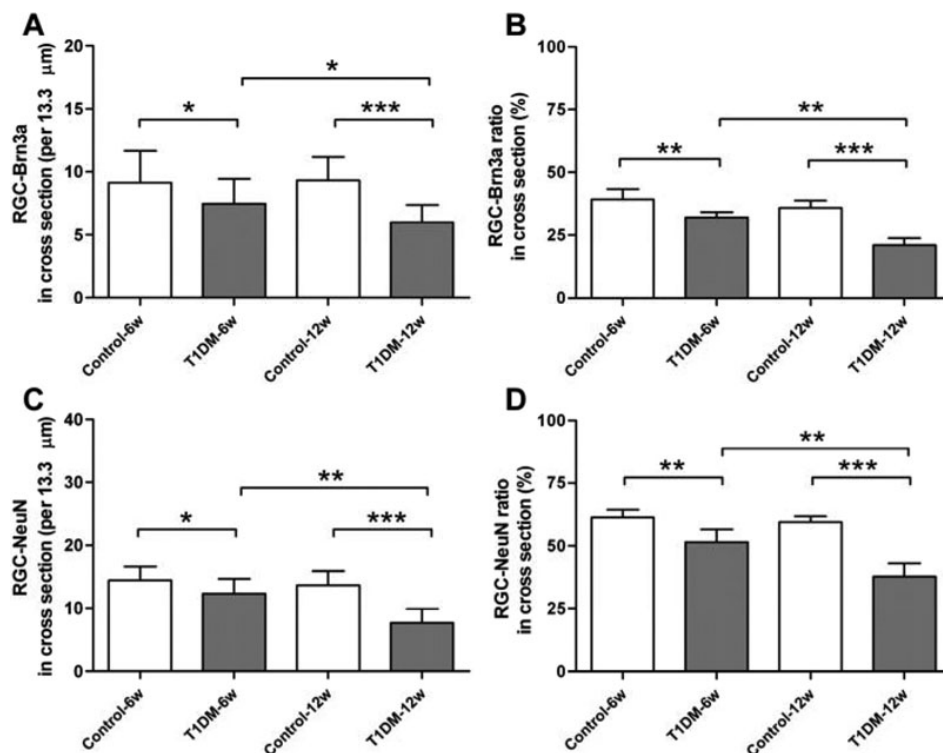 A
RGC-Brn3a
in cross section (per 13.3 μm)
20
15
10
5
0
*
*
***
Control-6w
T1DM-6w
Control-12w
T1DM-12w
B
RGC-Brn3a ratio
in cross section (%)
100
75
50
25
0
**
**
***
Control-6w
T1DM-6w
Control-12w
T1DM-12w
C
RGC-NeuN
in cross section (per 13.3 μm)
40
30
20
10
0
**
*
***
Control-6w
T1DM-6w
Control-12w
T1DM-12w
D
RGC-NeuN ratio
in cross section (%)
100
75
50
25
0
**
**
***
Control-6w
T1DM-6w
Control-12w
T1DM-12w